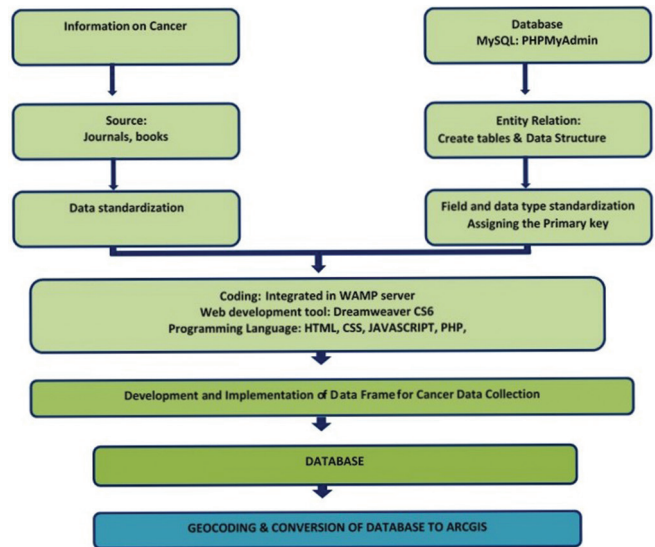 Information on Cancer
Source:
Journals, books
Data standardization
Database
MySQL: PHPMyAdmin
Entity Relation:
Create tables & Data Structure
Field and data type standardization
Assigning the Primary key
Coding: Integrated in WAMP server
Web development tool: Dreamweaver CS6
Programming Language: HTML, CSS, JAVASCRIPT, PHP,
Development and Implementation of Data Frame for Cancer Data Collection
DATABASE
GEOCODING & CONVERSION OF DATABASE TO ARCGIS